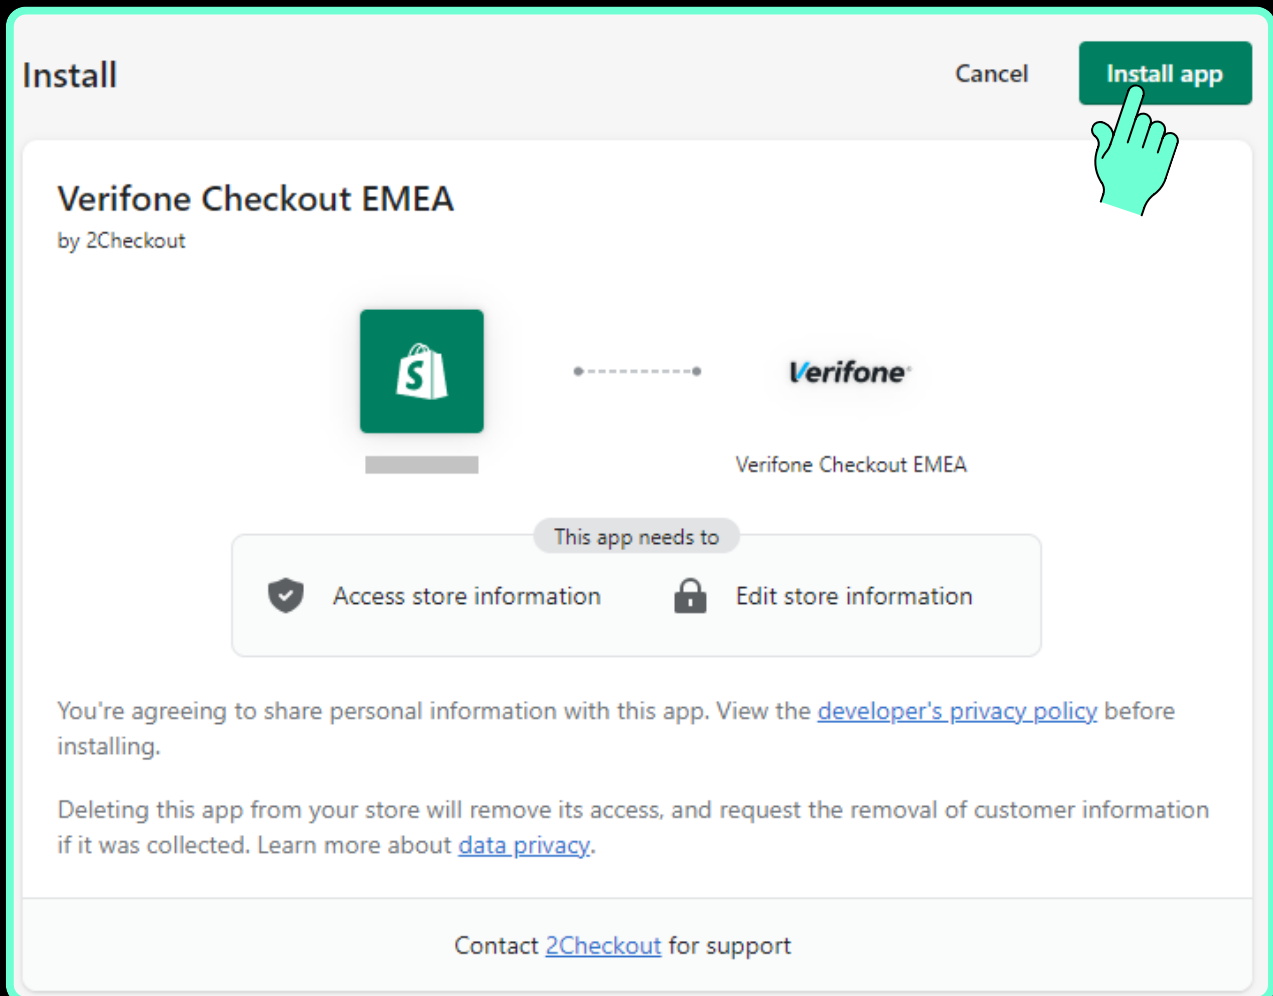 Install
Cancel
Install app
Verifone Checkout EMEA
by 2Checkout
S
Verifone
Verifone Checkout EMEA
This app needs to
Access store information
Edit store information
You're agreeing to share personal information with this app. View the developer's privacy policy before
installing.
Deleting this app from your store will remove its access, and request the removal of customer information
if it was collected. Learn more about data privacy.
Contact 2Checkout for support